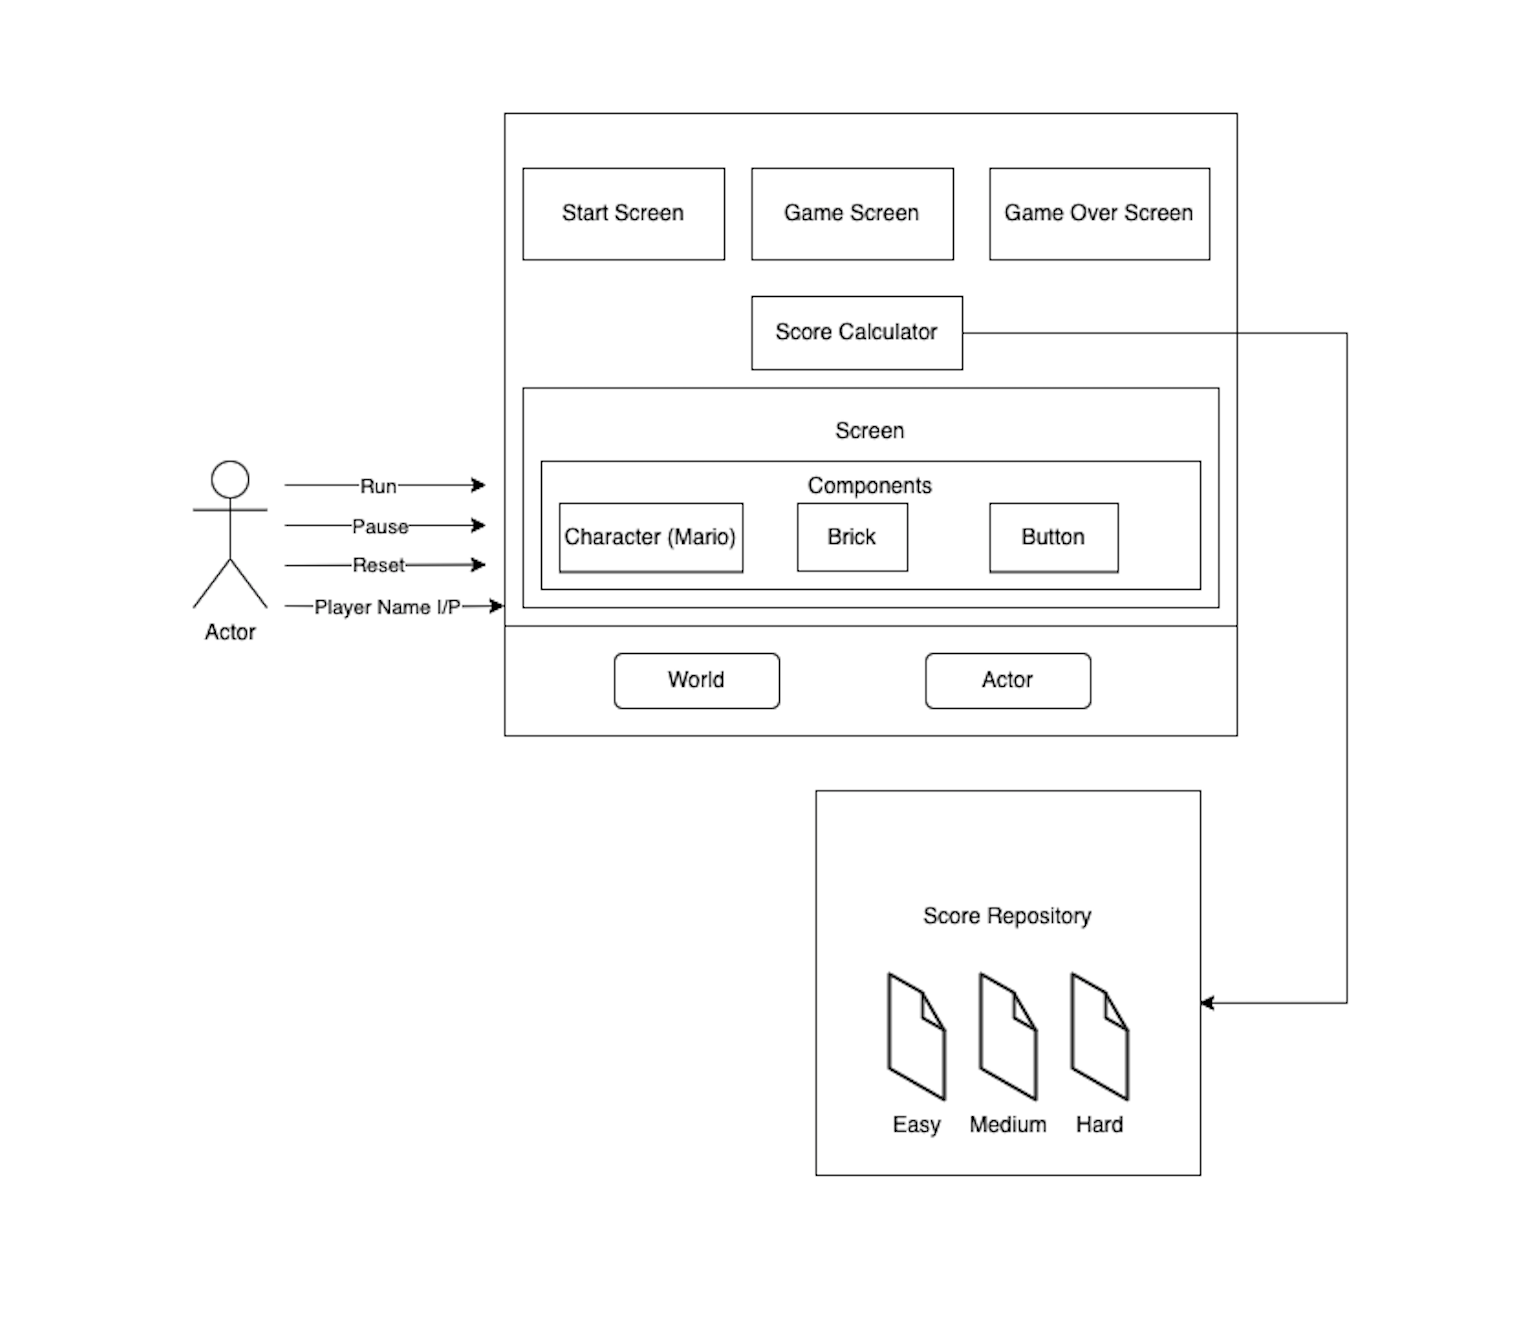 Start Screen
Game Screen
Game Over Screen
Score Calculator
Screen
Components
Character (Mario)
Brick
Button
Run
Pause
Reset
Player Name I/P
Actor
World
Actor
Score Repository
Easy
Medium
Hard